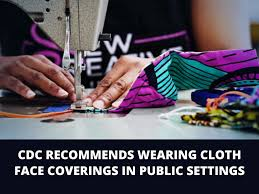 CDC RECOMMENDS WEARING CLOTH
FACE COVERINGS IN PUBLIC SETTINGS